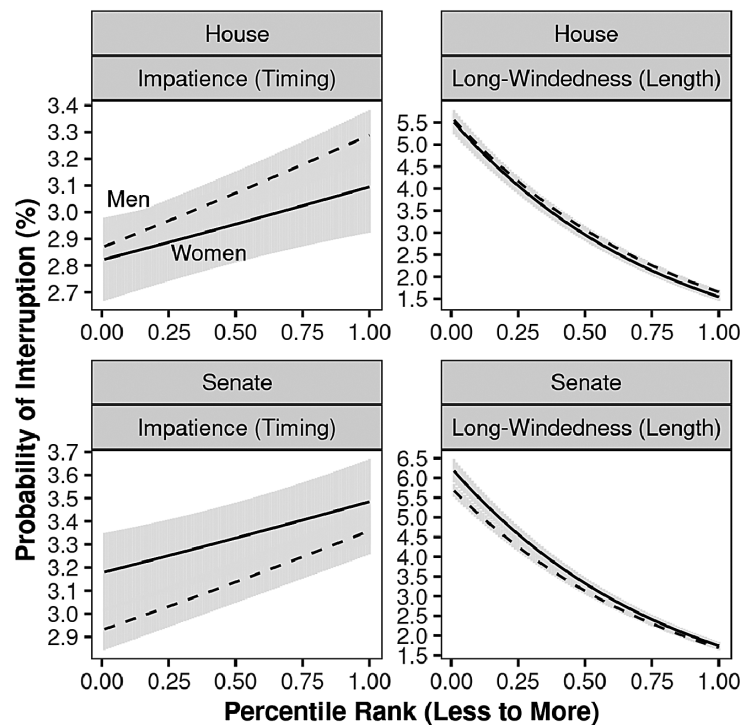 House
House
Impatience (Timing)
Long-Windedness (Length)
3.4
3.3
3.2
3.1
3.0
2.9
2.8
2.7
Men
Women
5.5
5.0
4.5
4.0
3.5
3.0
2.5
2.0
1.5
0.00 0.25 0.50 0.75 1.00
0.00 0.25 0.50 0.75 1.00
Senate
Senate
Impatience (Timing)
Long-Windedness (Length)
3.7
3.6
3.5
3.4
3.3
3.2
3.1
3.0
2.9
6.5
6.0
5.5
5.0
4.5
4.0
3.5
3.0
2.5
2.0
1.5
0.00 0.25 0.50 0.75 1.00
0.00 0.25 0.50 0.75 1.00
Probability of Interruption (%)
Percentile Rank (Less to More)